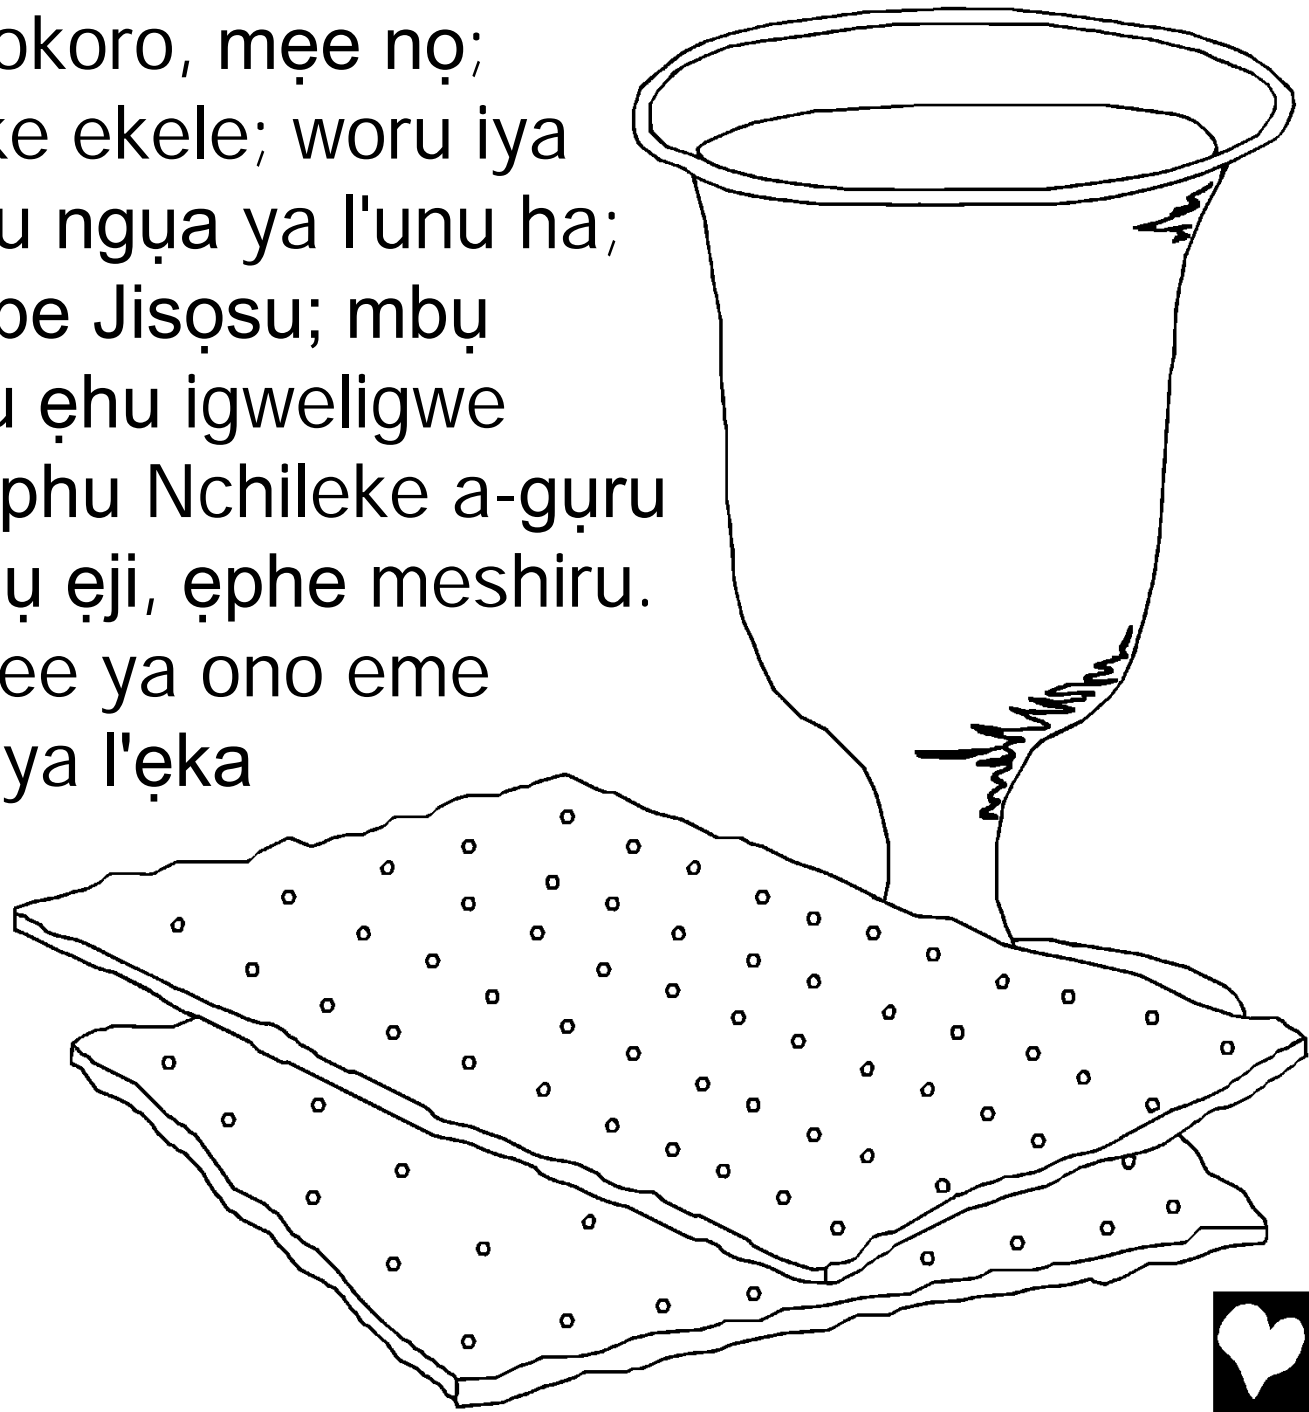 okoro, mẹe nọ;
ke ekele; woru iya
u ngụa ya l'unu ha;
be Jisọsu; mbụ
u ẹhu igweligwe
phu Nchileke a-gụru
ụ ẹji, ẹphe meshiru.
ee ya ono eme
ya l'ẹka